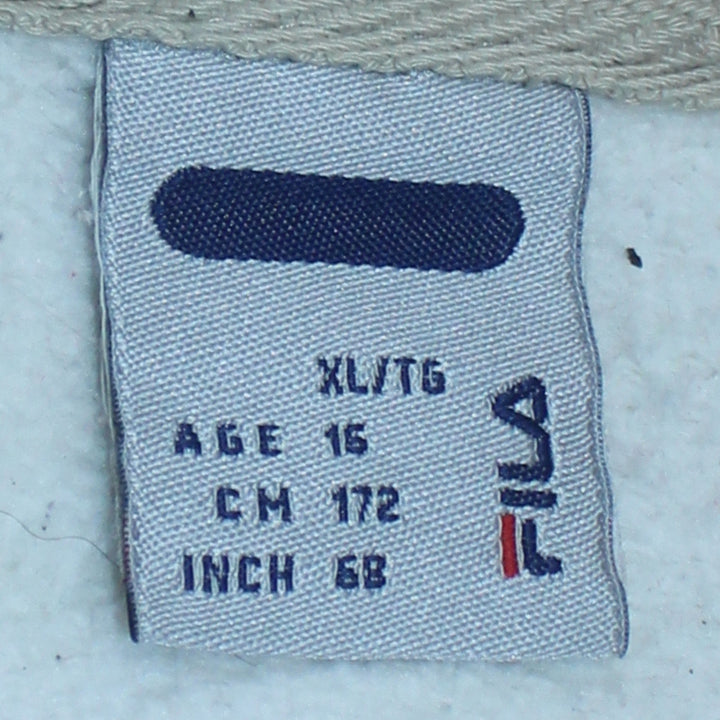 XL/TG
AGE 16
CM 172
INCH 68
FILA